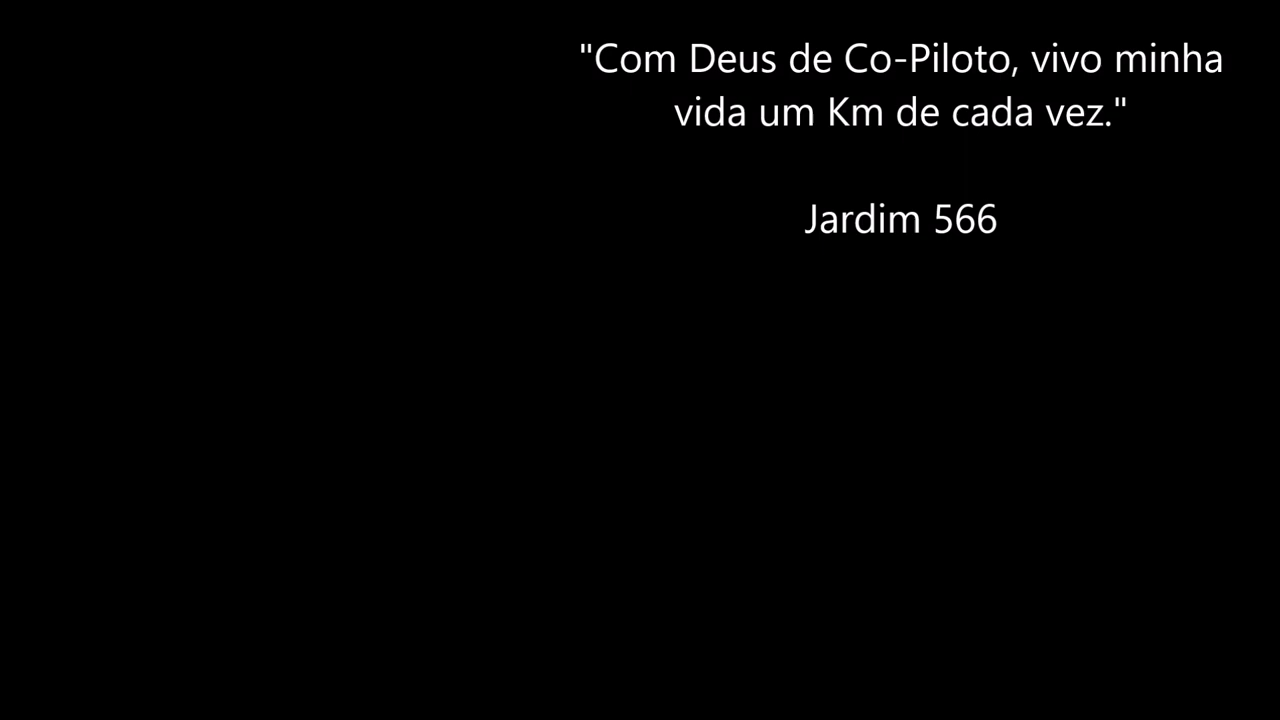 "Com Deus de Co-Piloto, vivo minha
vida um Km de cada vez."
Jardim 566